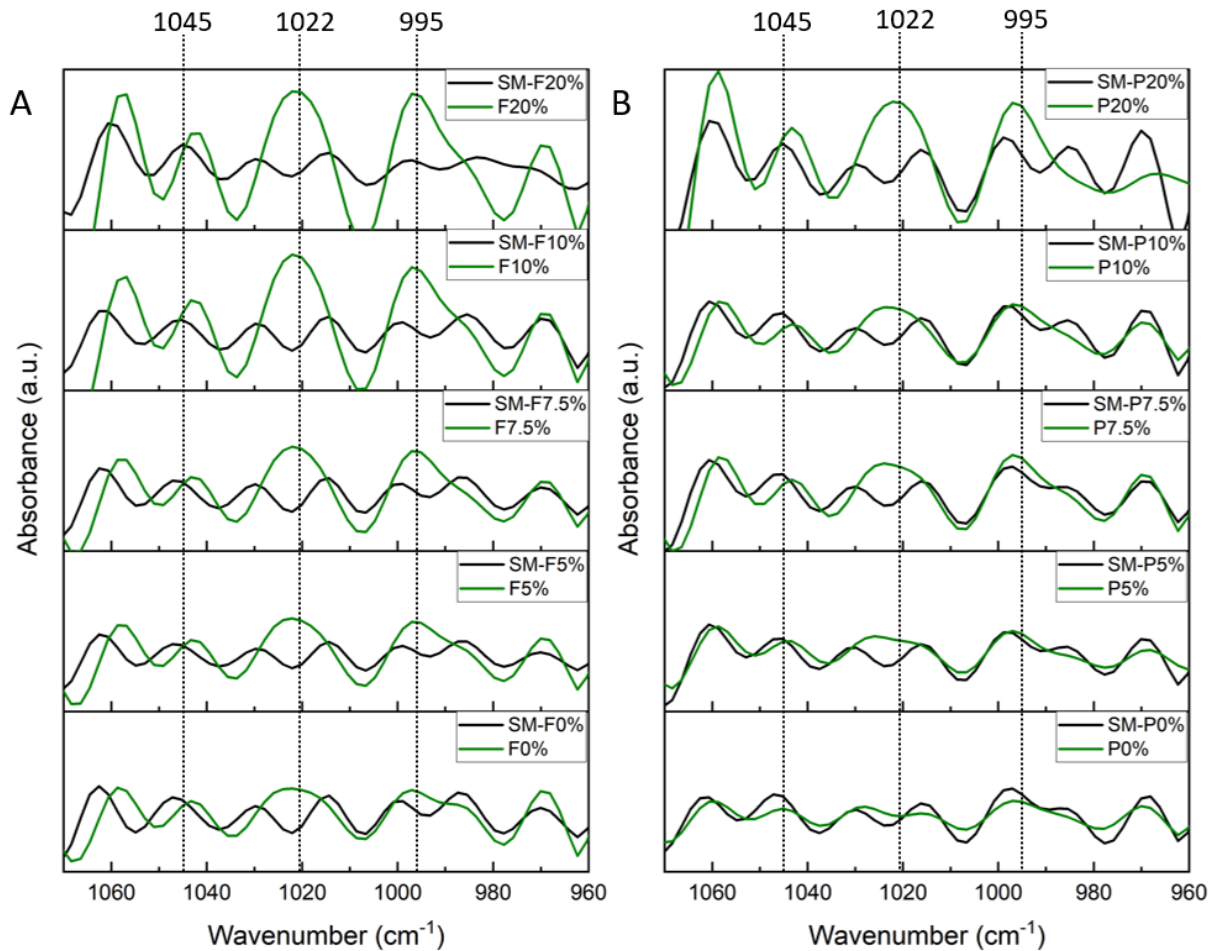 1045 1022 995
1045 1022 995
A
SM-F20%
F20%
SM-F10%
F10%
SM-F7.5%
F7.5%
SM-F5%
F5%
SM-F0%
F0%
Absorbance (a.u.)
1060 1040 1020 1000 980 960
Wavenumber (cm⁻¹)
B
SM-P20%
P20%
SM-P10%
P10%
SM-P7.5%
P7.5%
SM-P5%
P5%
SM-P0%
P0%
Absorbance (a.u.)
1060 1040 1020 1000 980 960
Wavenumber (cm⁻¹)